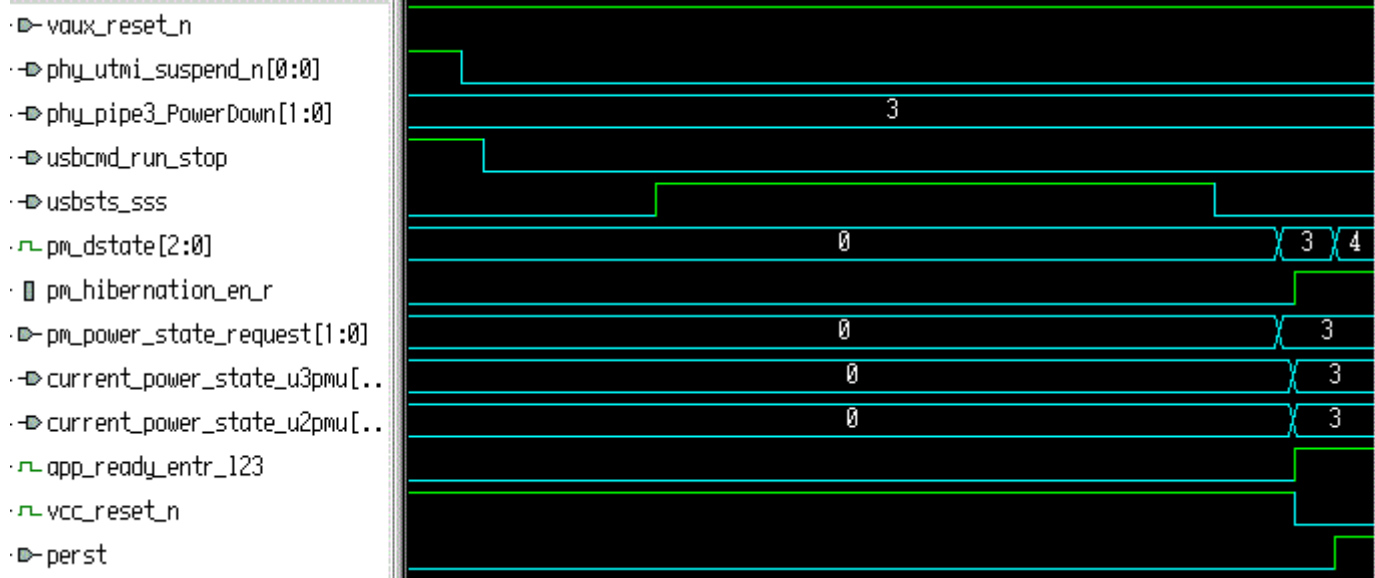 vaux_reset_n
phy_utmi_suspend_n[0:0]
phy_pipe3_PowerDown[1:0] 3
usbcmd_run_stop
usbsts_sss
pm_dstate[2:0] 0 3 4
pm_hibernation_en_r
pm_power_state_request[1:0] 0 3
current_power_state_u3pmu[.. 0 3
current_power_state_u2pmu[.. 0 3
app_ready_entr_l23
vcc_reset_n
perst